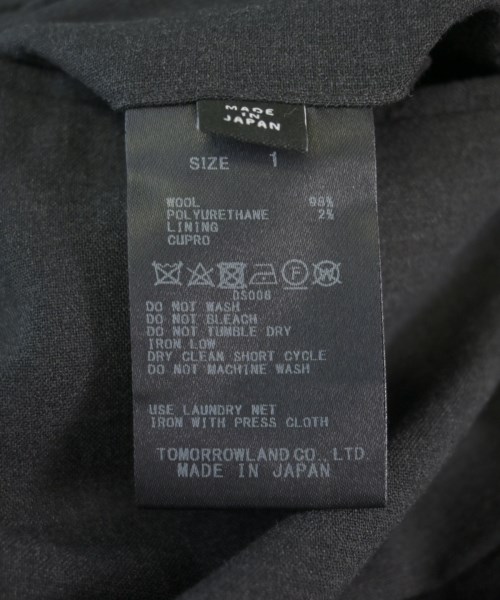 MADE
IN
JAPAN
SIZE 1
WOOL 98%
POLYURETHANE 2%
LINING
CUPRO
F W
DS006
DO NOT WASH
DO NOT BLEACH
DO NOT TUMBLE DRY
IRON LOW
DRY CLEAN SHORT CYCLE
DO NOT MACHINE WASH
USE LAUNDRY NET
IRON WITH PRESS CLOTH
TOMORROWLAND CO., LTD.
MADE IN JAPAN